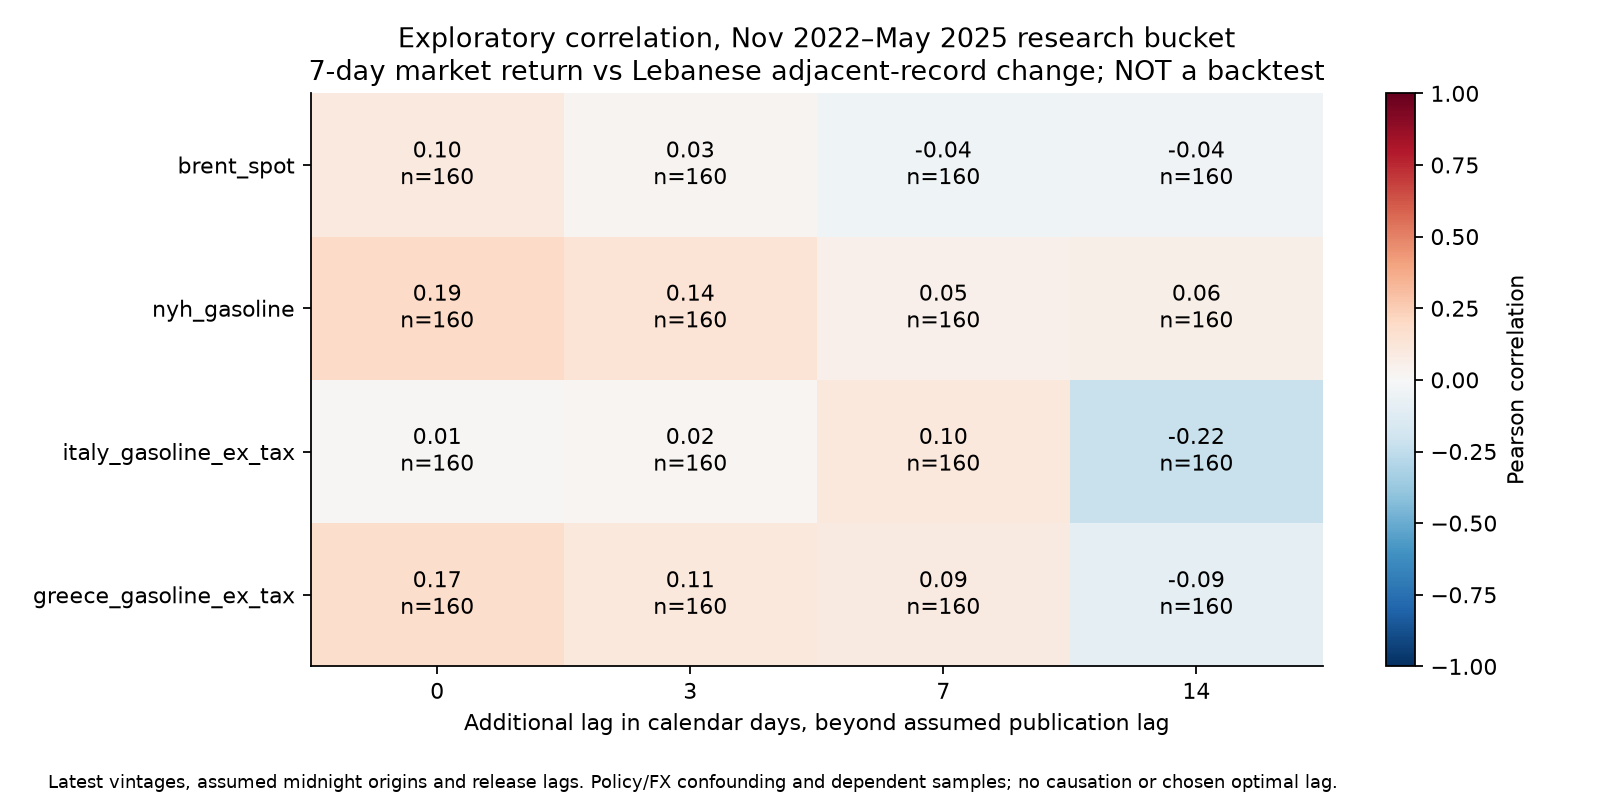 Exploratory correlation, Nov 2022–May 2025 research bucket
7-day market return vs Lebanese adjacent-record change; NOT a backtest
brent_spot
0.10
n=160
0.03
n=160
-0.04
n=160
-0.04
n=160
nyh_gasoline
0.19
n=160
0.14
n=160
0.05
n=160
0.06
n=160
italy_gasoline_ex_tax
0.01
n=160
0.02
n=160
0.10
n=160
-0.22
n=160
greece_gasoline_ex_tax
0.17
n=160
0.11
n=160
0.09
n=160
-0.09
n=160
0
3
7
14
Additional lag in calendar days, beyond assumed publication lag
1.00
0.75
0.50
0.25
0.00
−0.25
−0.50
−0.75
−1.00
Pearson correlation
Latest vintages, assumed midnight origins and release lags. Policy/FX confounding and dependent samples; no causation or chosen optimal lag.